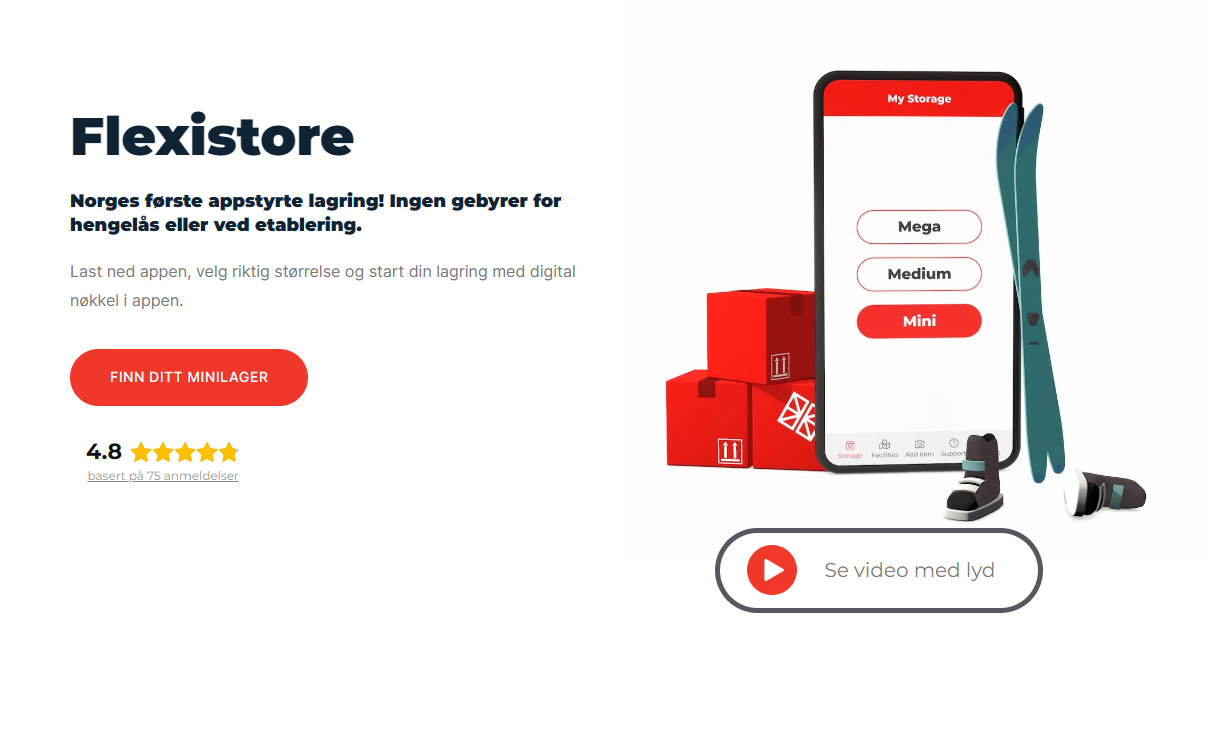 Flexistore
Norges første appstyrte lagring! Ingen gebyrer for
hengelås eller ved etablering.
Last ned appen, velg riktig størrelse og start din lagring med digital
nøkkel i appen.
FINN DITT MINILAGER
4.8
basert på 75 anmeldelser
My Storage
Mega
Medium
Mini
Storage
Facilities
Add Item
Support
Se video med lyd